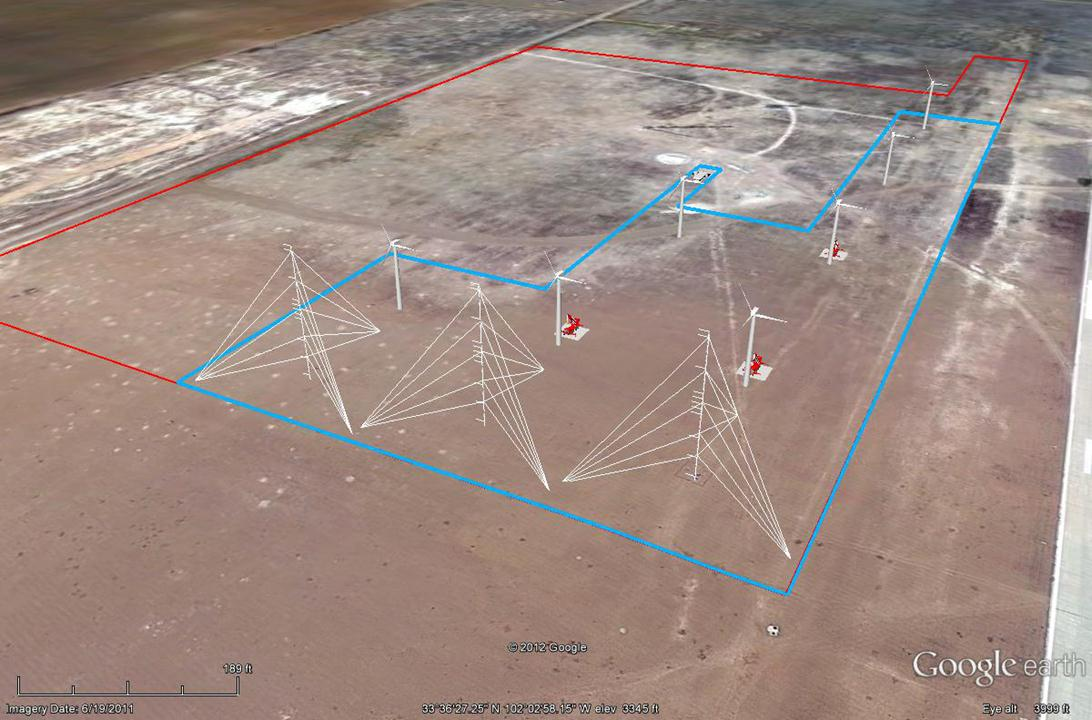 © 2012 Google
Google earth
189 ft
Imagery Date: 6/19/2011
33°36'27.25" N 102°02'58.15" W elev 3345 ft
Eye alt 3999 ft